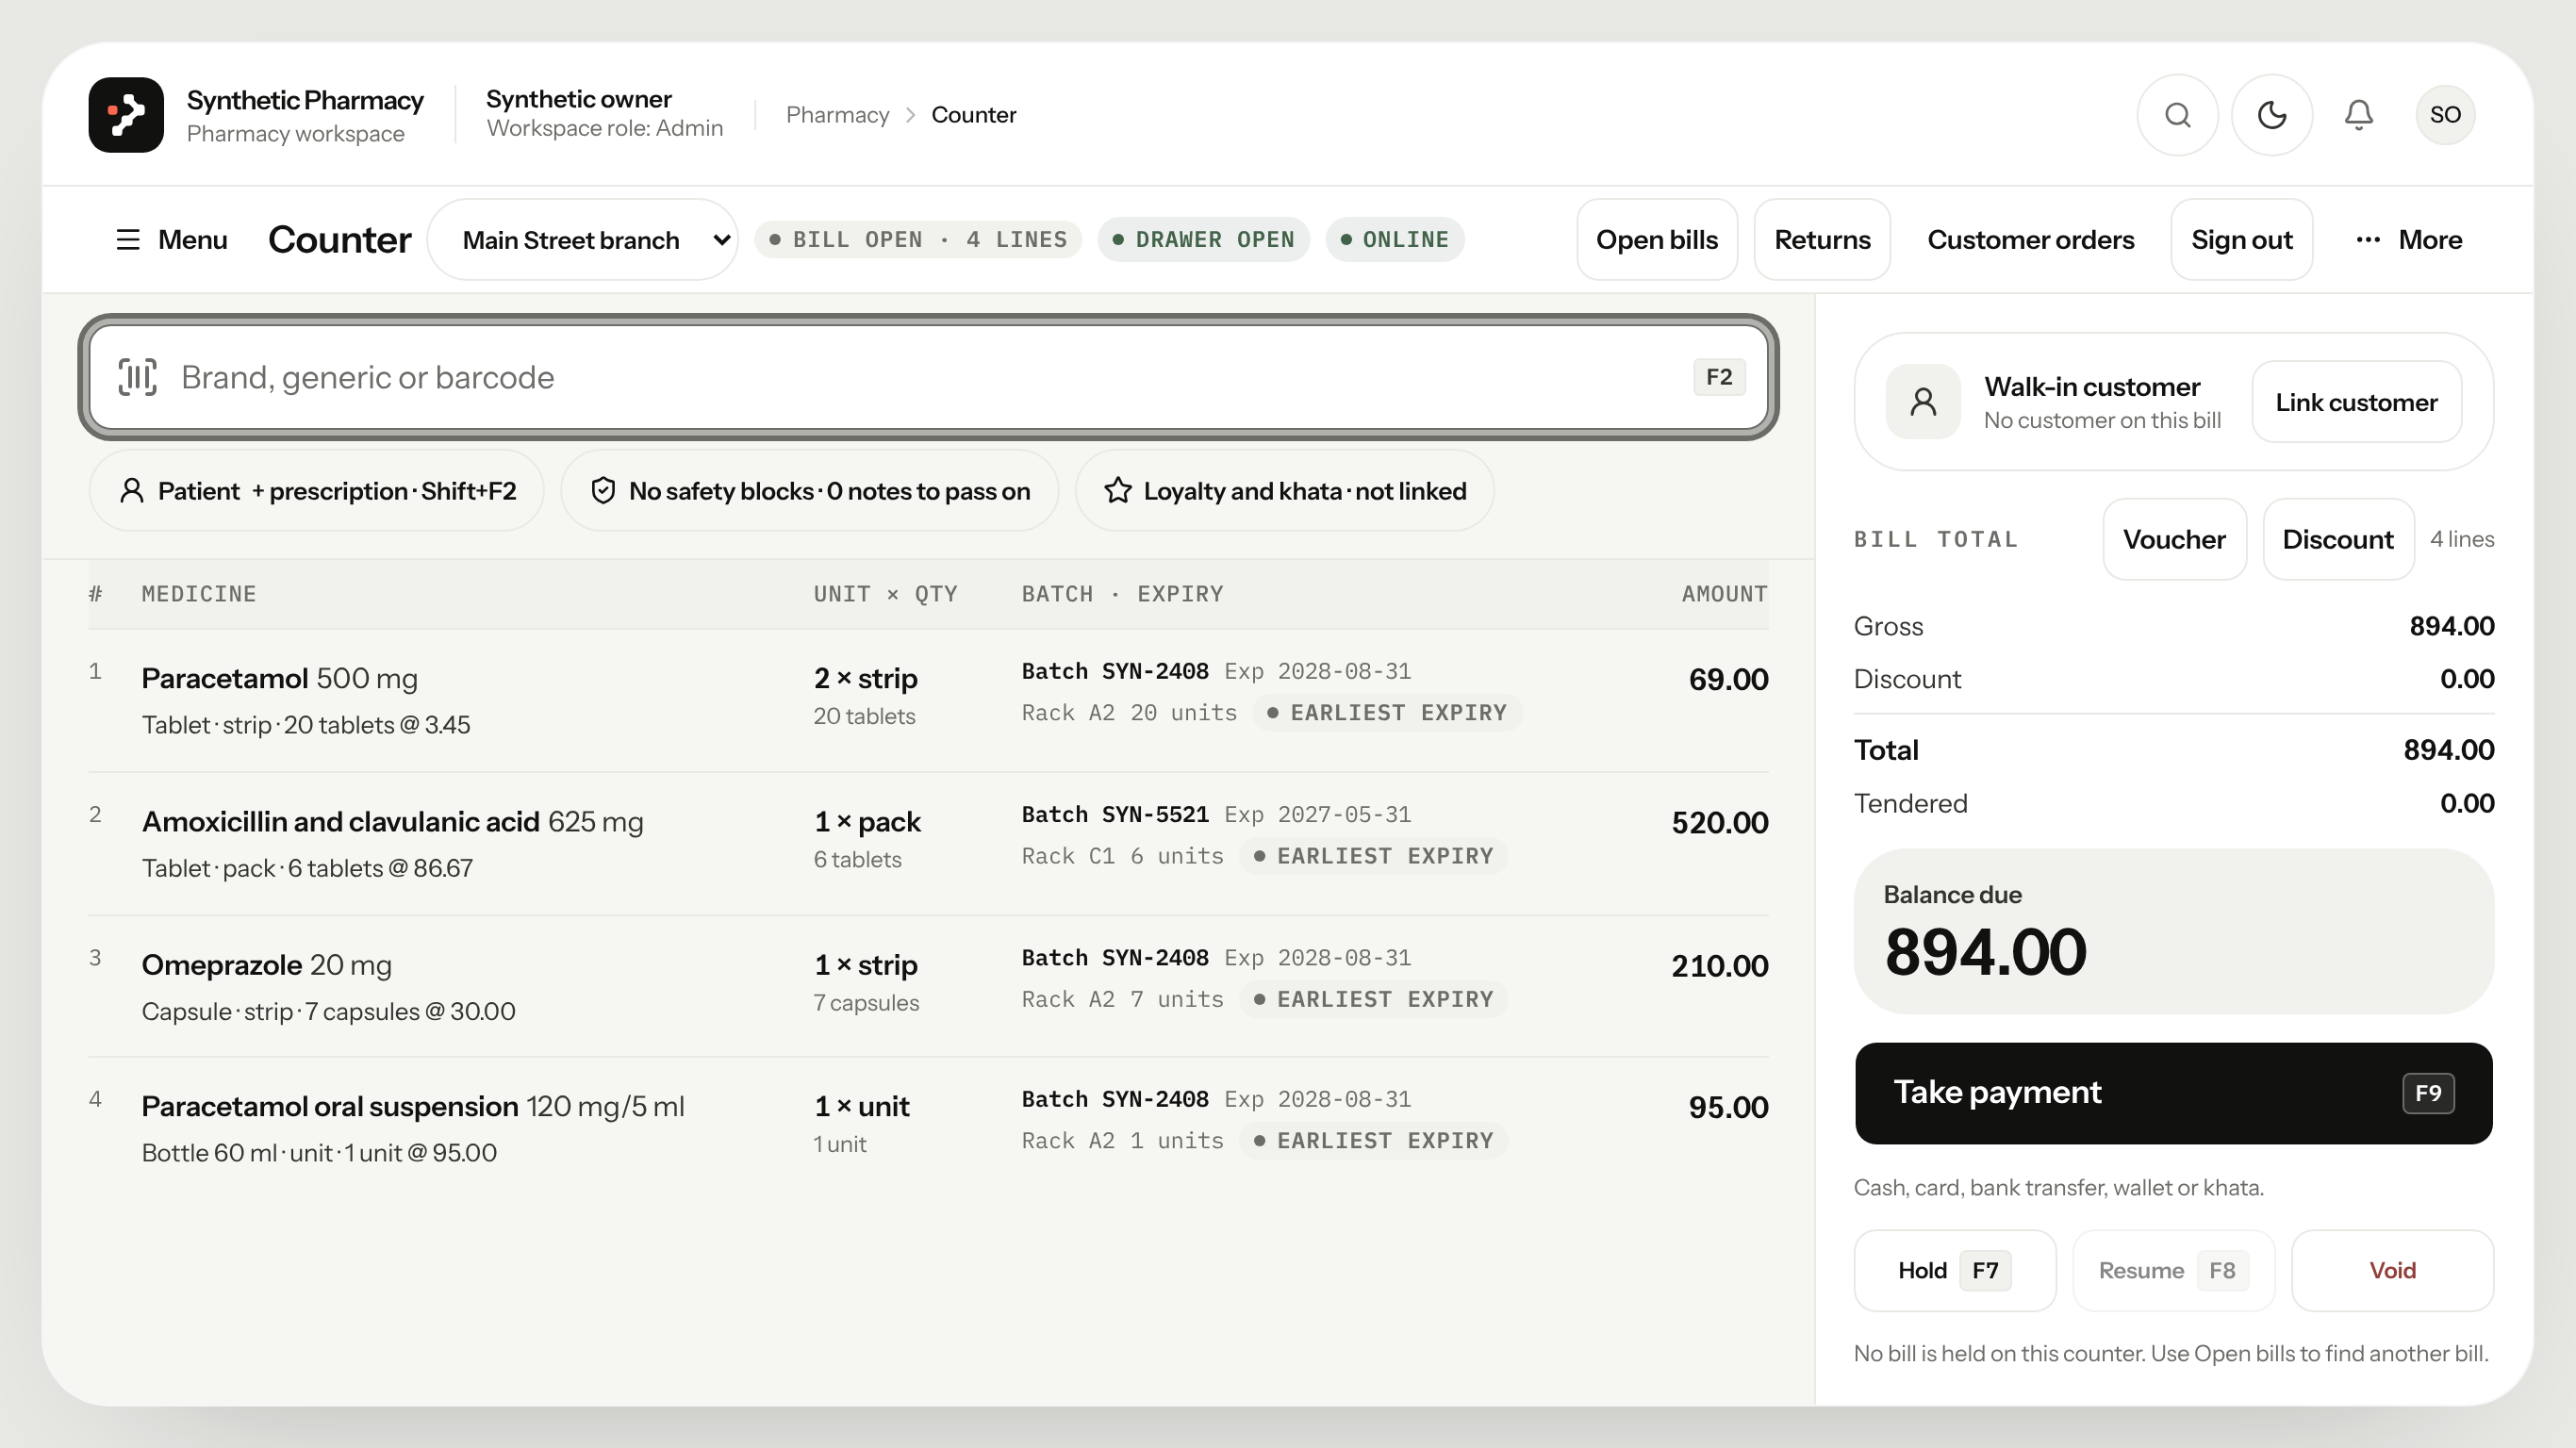 Synthetic Pharmacy
Pharmacy workspace
Synthetic owner
Workspace role: Admin
Pharmacy > Counter
SO
Menu
Counter
Main Street branch
BILL OPEN · 4 LINES
DRAWER OPEN
ONLINE
Open bills
Returns
Customer orders
Sign out
More
Brand, generic or barcode
F2
Patient + prescription · Shift+F2
No safety blocks · 0 notes to pass on
Loyalty and khata · not linked
# MEDICINE UNIT × QTY BATCH · EXPIRY AMOUNT
1 Paracetamol 500 mg 2 × strip Batch SYN-2408 Exp 2028-08-31 69.00
Tablet · strip · 20 tablets @ 3.45 20 tablets Rack A2 20 units EARLIEST EXPIRY
2 Amoxicillin and clavulanic acid 625 mg 1 × pack Batch SYN-5521 Exp 2027-05-31 520.00
Tablet · pack · 6 tablets @ 86.67 6 tablets Rack C1 6 units EARLIEST EXPIRY
3 Omeprazole 20 mg 1 × strip Batch SYN-2408 Exp 2028-08-31 210.00
Capsule · strip · 7 capsules @ 30.00 7 capsules Rack A2 7 units EARLIEST EXPIRY
4 Paracetamol oral suspension 120 mg/5 ml 1 × unit Batch SYN-2408 Exp 2028-08-31 95.00
Bottle 60 ml · unit · 1 unit @ 95.00 1 unit Rack A2 1 units EARLIEST EXPIRY
Walk-in customer
No customer on this bill
Link customer
BILL TOTAL
Voucher
Discount
4 lines
Gross 894.00
Discount 0.00
Total 894.00
Tendered 0.00
Balance due
894.00
Take payment F9
Cash, card, bank transfer, wallet or khata.
Hold F7
Resume F8
Void
No bill is held on this counter. Use Open bills to find another bill.